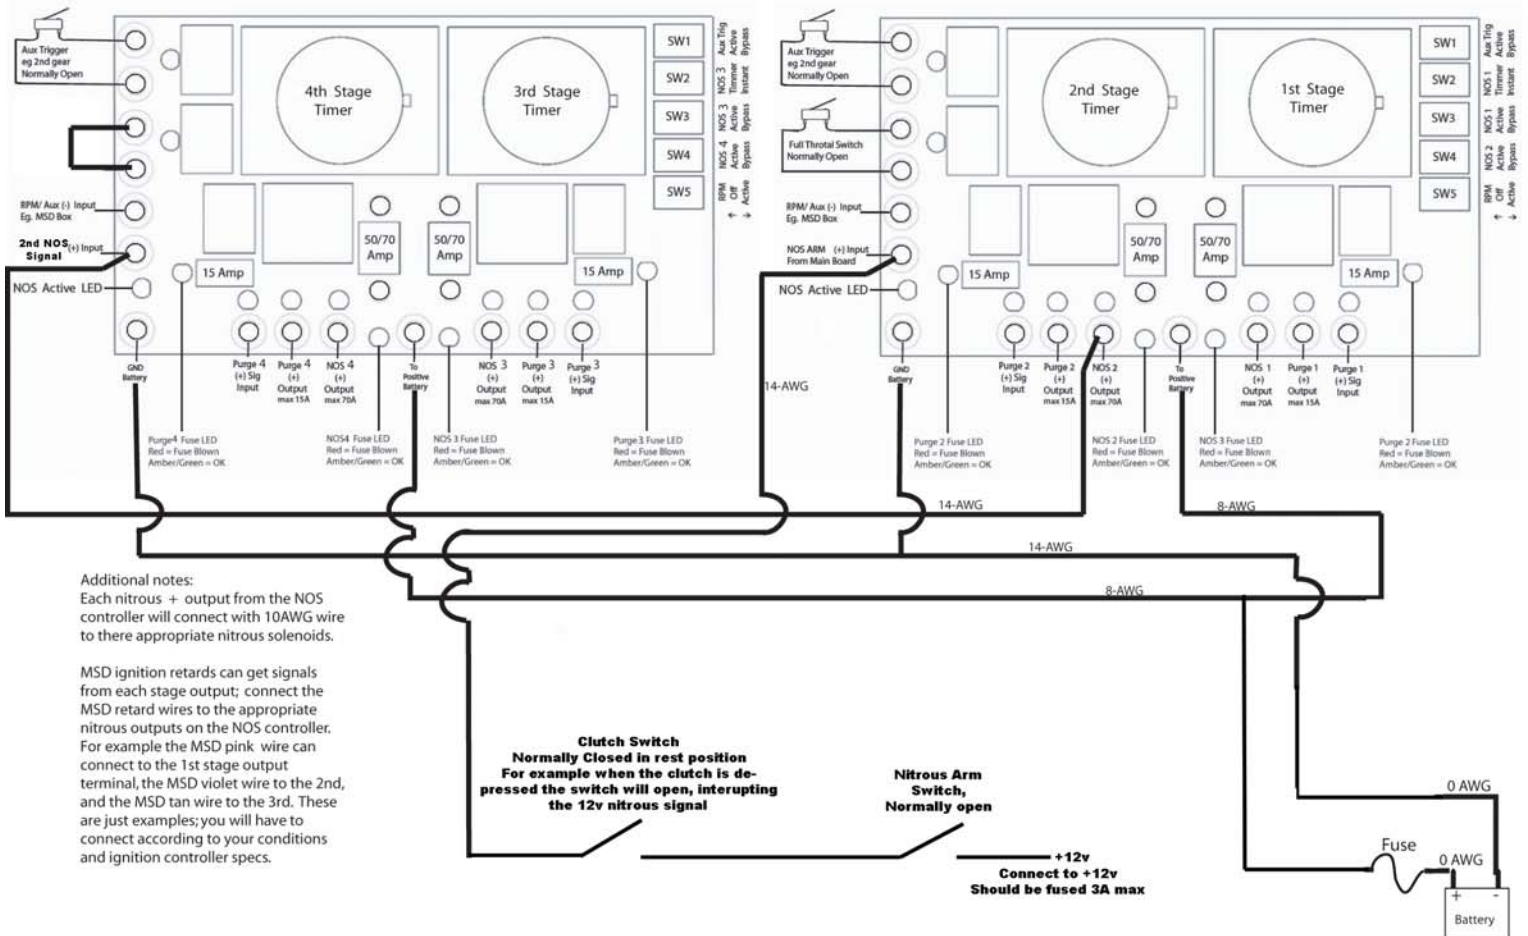 Aux Trigger
eg 2nd gear
Normally Open
RPM/ Aux (-) Input
Eg. MSD Box
2nd NOS (+) Input
Signal
NOS Active LED
4th Stage
Timer
3rd Stage
Timer
SW1
SW2
SW3
SW4
SW5
Aux Trig
Active
Bypass
NOS 3
Timmer
Instant
NOS 3
Active
Bypass
NOS 4
Active
Bypass
RPM
Off
Active
↑ ↓
15 Amp
50/70
Amp
50/70
Amp
15 Amp
GND
Battery
Purge 4
(+) Sig
Input
Purge 4
(+)
Output
max 15A
NOS 4
(+)
Output
max 70A
To
Positive
Battery
NOS 3
(+)
Output
max 70A
Purge 3
(+)
Output
max 15A
Purge 3
(+) Sig
Input
Purge4 Fuse LED
Red = Fuse Blown
Amber/Green = OK
NOS4 Fuse LED
Red = Fuse Blown
Amber/Green = OK
NOS 3 Fuse LED
Red = Fuse Blown
Amber/Green = OK
Purge 3 Fuse LED
Red = Fuse Blown
Amber/Green = OK
Aux Trigger
eg 2nd gear
Normally Open
Full Throtal Switch
Normally Open
RPM/ Aux (-) Input
Eg. MSD Box
NOS ARM (+) Input
From Main Board
NOS Active LED
2nd Stage
Timer
1st Stage
Timer
SW1
SW2
SW3
SW4
SW5
Aux Trig
Active
Bypass
NOS 1
Timmer
Instant
NOS 1
Active
Bypass
NOS 2
Active
Bypass
RPM
Off
Active
↑ ↓
15 Amp
50/70
Amp
50/70
Amp
15 Amp
GND
Battery
Purge 2
(+) Sig
Input
Purge 2
(+)
Output
max 15A
NOS 2
(+)
Output
max 70A
To
Positive
Battery
NOS 1
(+)
Output
max 70A
Purge 1
(+)
Output
max 15A
Purge 1
(+) Sig
Input
Purge 2 Fuse LED
Red = Fuse Blown
Amber/Green = OK
NOS 2 Fuse LED
Red = Fuse Blown
Amber/Green = OK
NOS 3 Fuse LED
Red = Fuse Blown
Amber/Green = OK
Purge 2 Fuse LED
Red = Fuse Blown
Amber/Green = OK
14-AWG
14-AWG
8-AWG
14-AWG
8-AWG
Additional notes:
Each nitrous + output from the NOS
controller will connect with 10AWG wire
to there appropriate nitrous solenoids.
MSD ignition retards can get signals
from each stage output; connect the
MSD retard wires to the appropriate
nitrous outputs on the NOS controller.
For example the MSD pink wire can
connect to the 1st stage output
terminal, the MSD violet wire to the 2nd,
and the MSD tan wire to the 3rd. These
are just examples; you will have to
connect according to your conditions
and ignition controller specs.
Clutch Switch
Normally Closed in rest position
For example when the clutch is de-
pressed the switch will open, interupting
the 12v nitrous signal
Nitrous Arm
Switch,
Normally open
+12v
Connect to +12v
Should be fused 3A max
0 AWG
Fuse
0 AWG
+ -
Battery